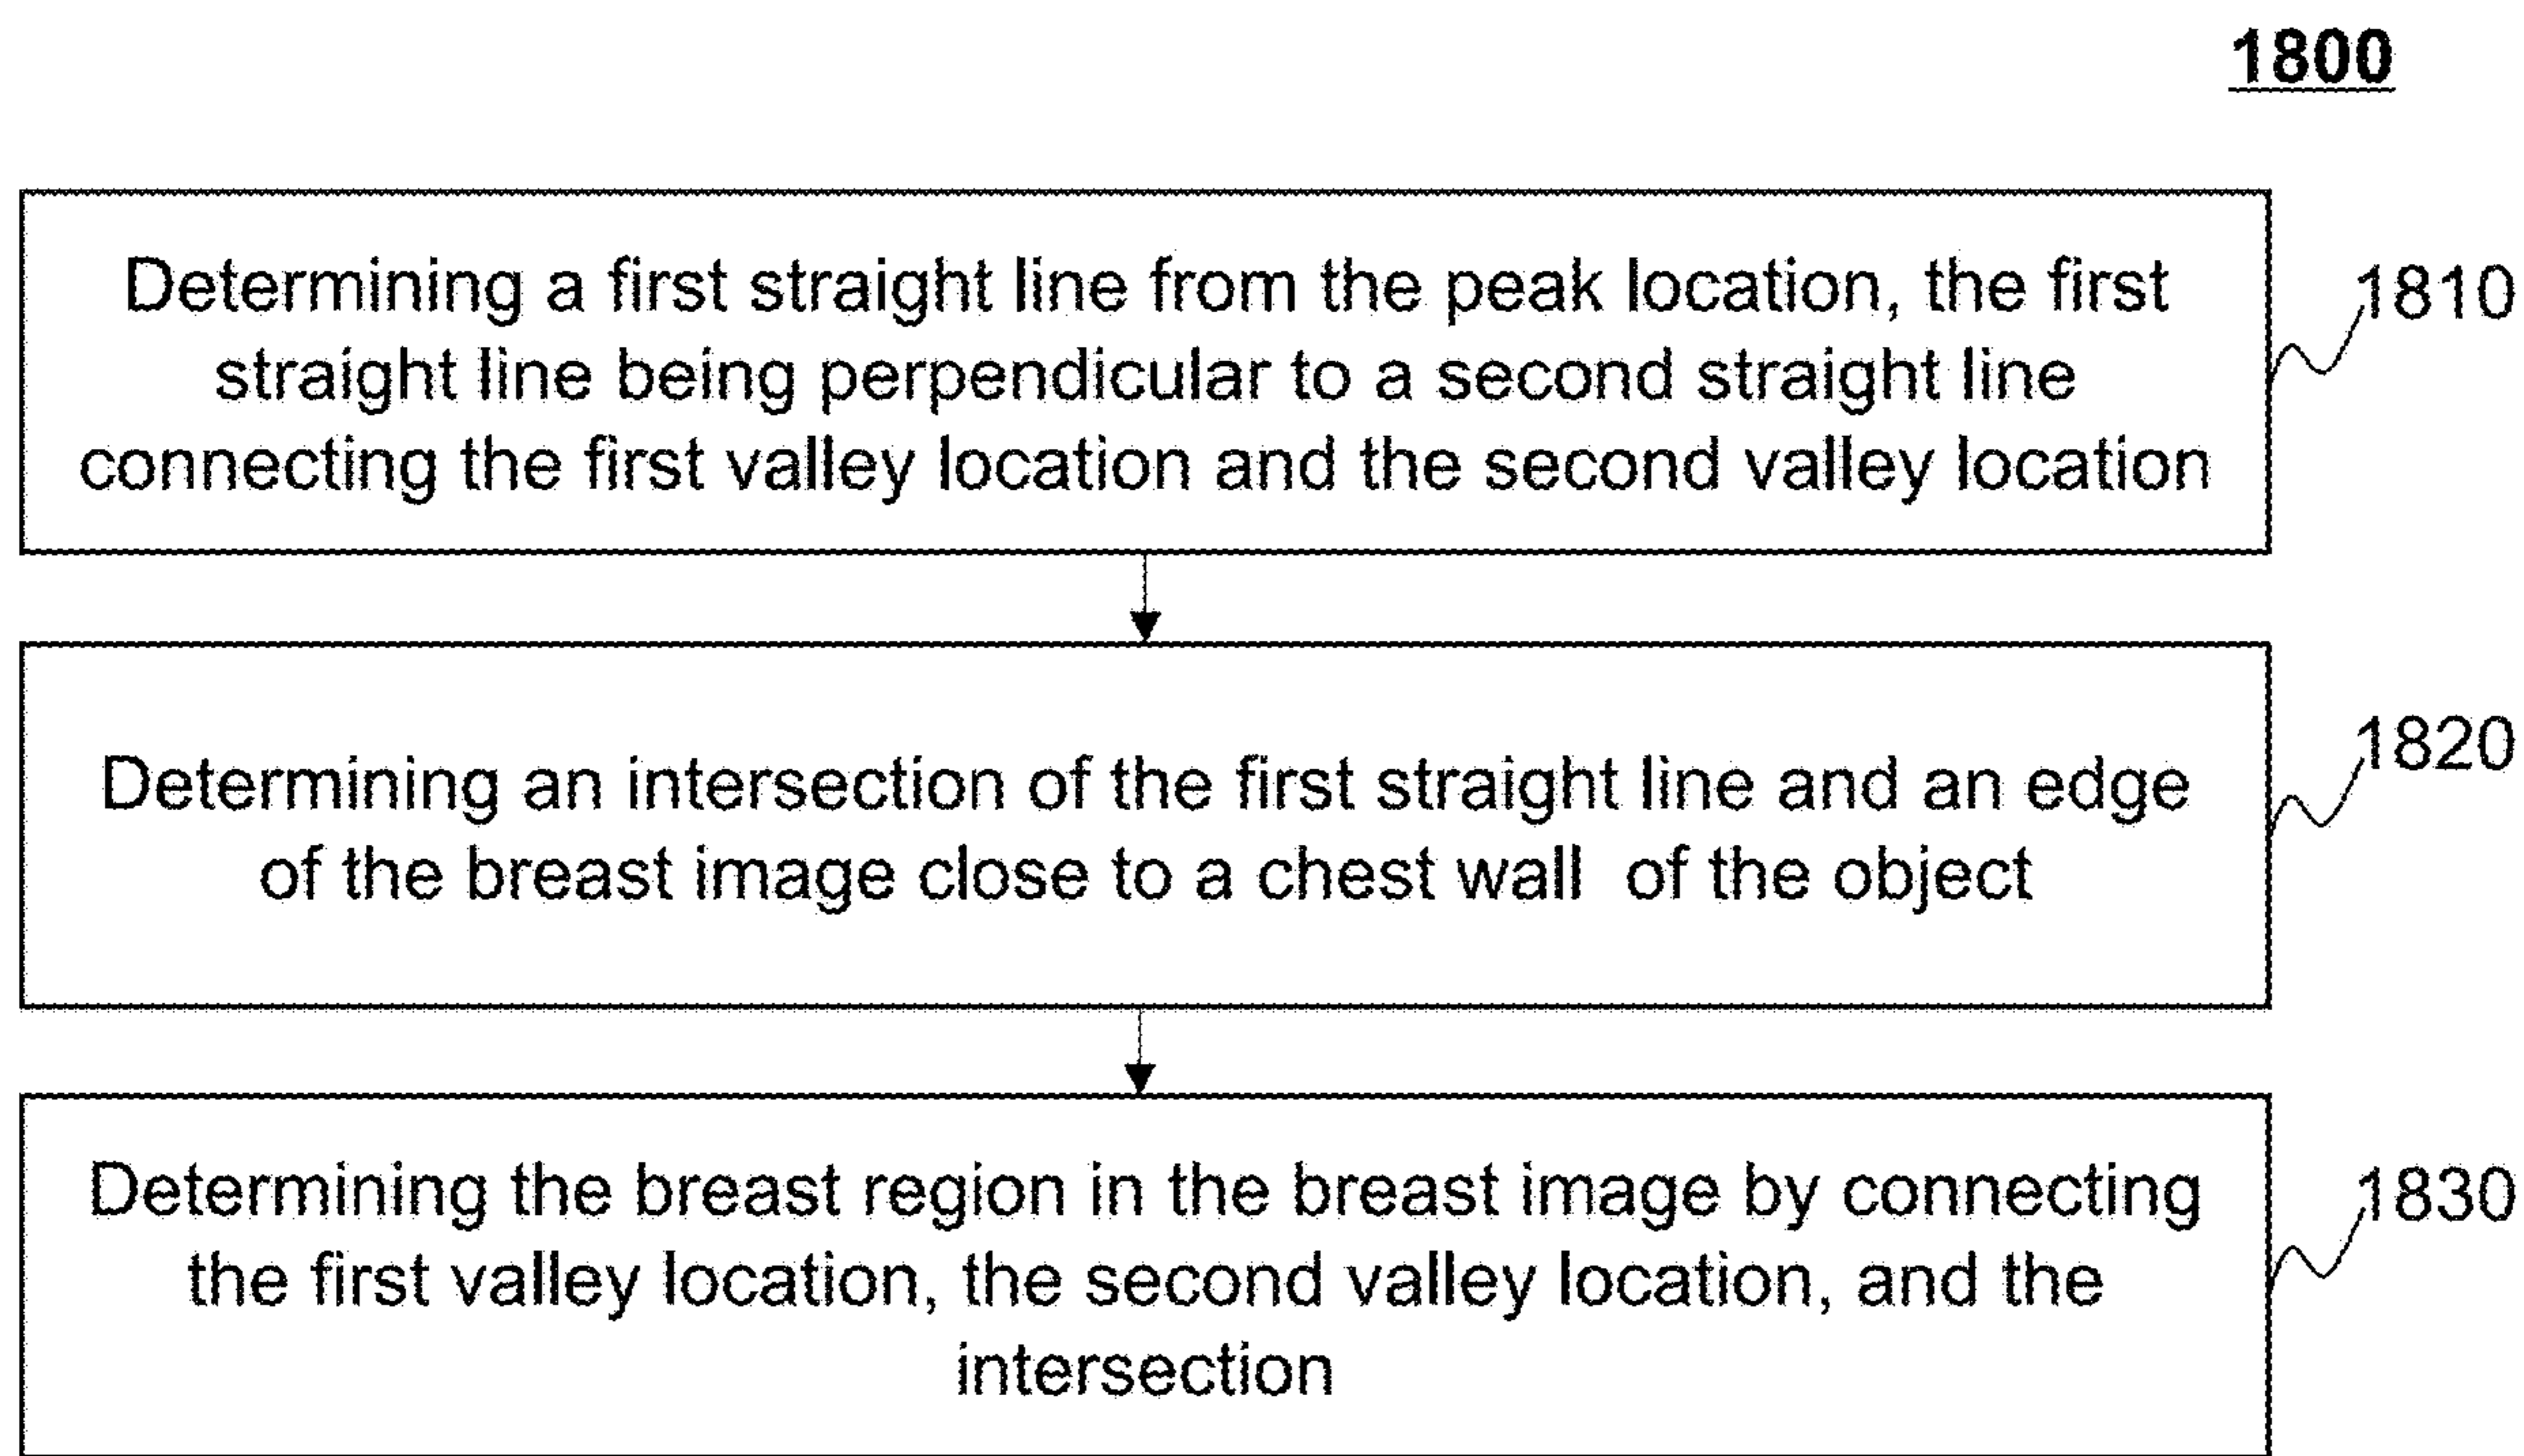 1800
Determining a first straight line from the peak location, the first
straight line being perpendicular to a second straight line
connecting the first valley location and the second valley location
1810
Determining an intersection of the first straight line and an edge
of the breast image close to a chest wall of the object
1820
Determining the breast region in the breast image by connecting
the first valley location, the second valley location, and the
intersection
1830